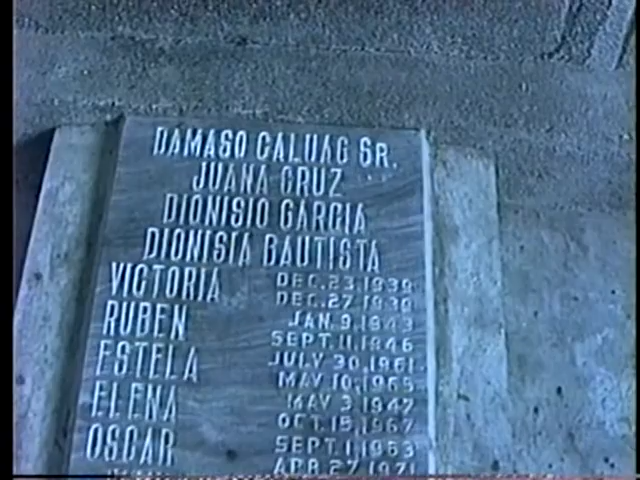 DAMASO CALUAG SR.
JUANA CRUZ
DIONISIO GARCIA
DIONISIA BAUTISTA
VICTORIA DEC. 23, 1939
DEC. 27 1939
RUBEN JAN. 9, 1943
SEPT. 11, 1946
ESTELA JULY 30, 1961
MAY 10, 1965
ELENA MAY 3 1947
OCT. 15, 1967
OSCAR SEPT. 1, 1953
APR. 27, 1971